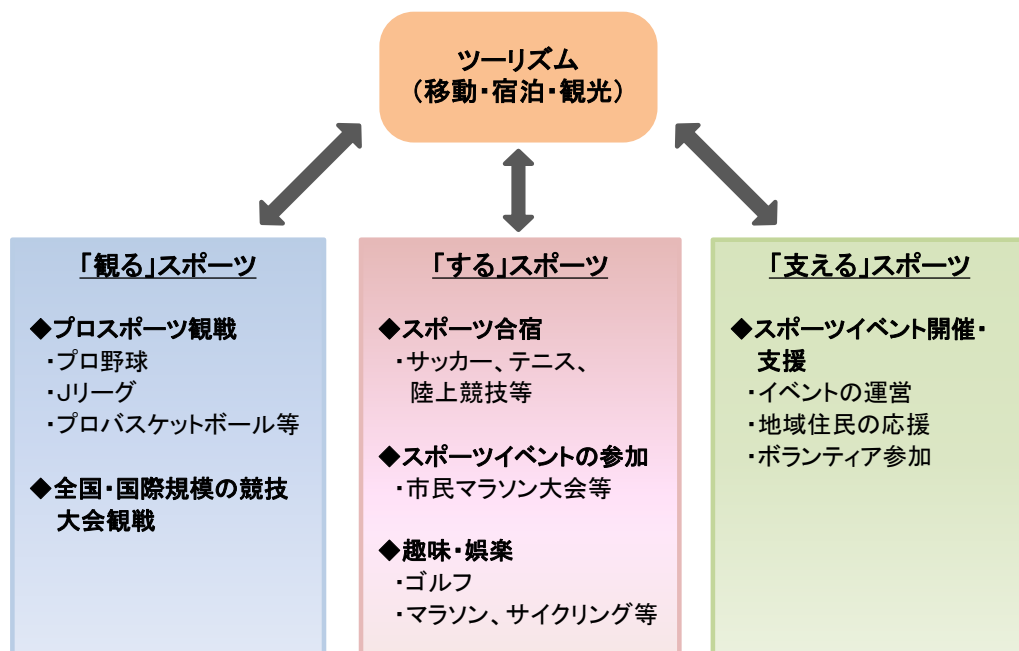 ツーリズム
（移動・宿泊・観光）
「観る」スポーツ
◆プロスポーツ観戦
・プロ野球
・Jリーグ
・プロバスケットボール等
◆全国・国際規模の競技
大会観戦
「する」スポーツ
◆スポーツ合宿
・サッカー、テニス、
陸上競技等
◆スポーツイベントの参加
・市民マラソン大会等
◆趣味・娯楽
・ゴルフ
・マラソン、サイクリング等
「支える」スポーツ
◆スポーツイベント開催・
支援
・イベントの運営
・地域住民の応援
・ボランティア参加